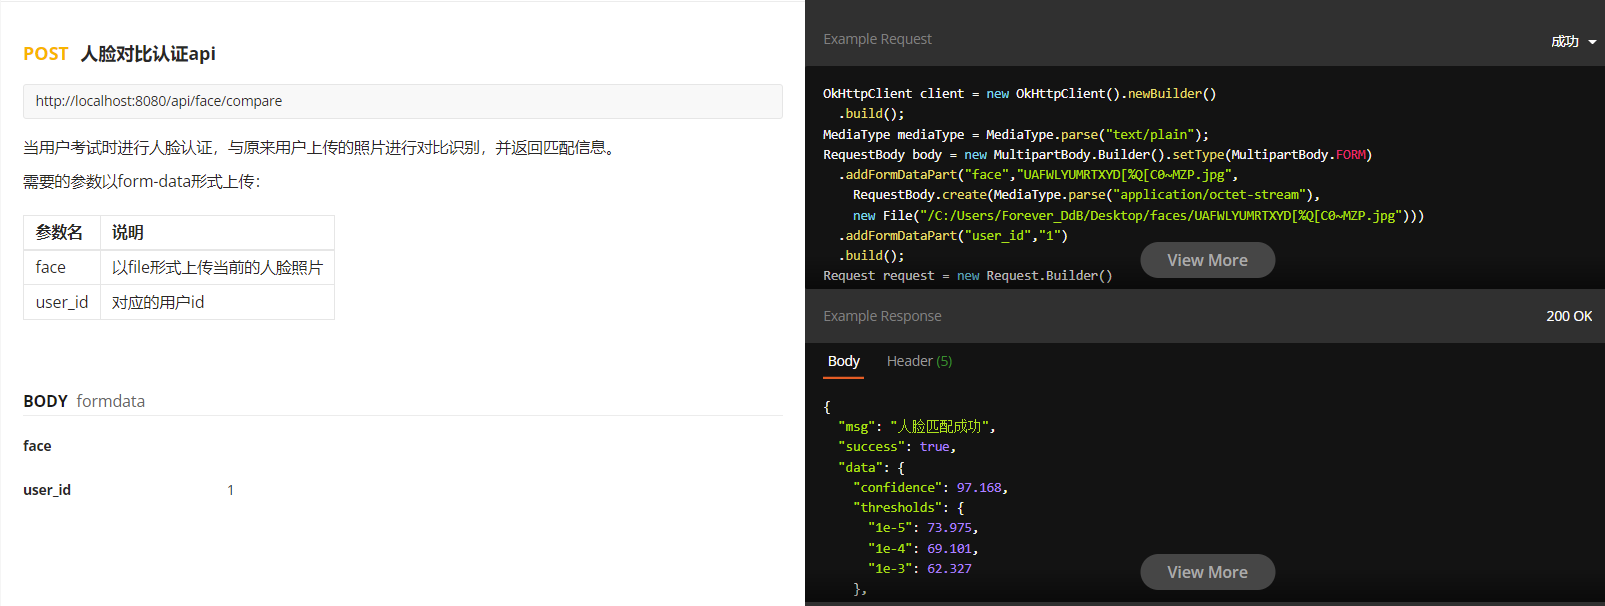 POST 人脸对比认证api
http://localhost:8080/api/face/compare
当用户考试时进行人脸认证，与原来用户上传的照片进行对比识别，并返回匹配信息。
需要的参数以form-data形式上传：
参数名 说明
face 以file形式上传当前的人脸照片
user_id 对应的用户id
BODY formdata
face
user_id 1
Example Request
成功
OkHttpClient client = new OkHttpClient().newBuilder()
.build();
MediaType mediaType = MediaType.parse("text/plain");
RequestBody body = new MultipartBody.Builder().setType(MultipartBody.FORM)
.addFormDataPart("face","UAFWLYUMRTXYD[%Q[C0~MZP.jpg",
RequestBody.create(MediaType.parse("application/octet-stream"),
new File("/C:/Users/Forever_DdB/Desktop/faces/UAFWLYUMRTXYD[%Q[C0~MZP.jpg")))
.addFormDataPart("user_id","1")
.build();
View More
Request request = new Request.Builder()
Example Response
200 OK
Body Header (5)
{
"msg": "人脸匹配成功",
"success": true,
"data": {
"confidence": 97.168,
"thresholds": {
"1e-5": 73.975,
"1e-4": 69.101,
"1e-3": 62.327
View More
},